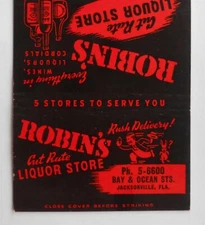 Cut Rate
LIQUOR STORE
ROBIN'S
Everything in
WINES,
LIQUORS,
CORDIALS
5 STORES TO SERVE YOU
ROBIN'S
Rush Delivery!
Cut Rate
LIQUOR STORE
Ph. 5-6600
BAY & OCEAN STS.
JACKSONVILLE, FLA.
CLOSE COVER BEFORE STRIKING